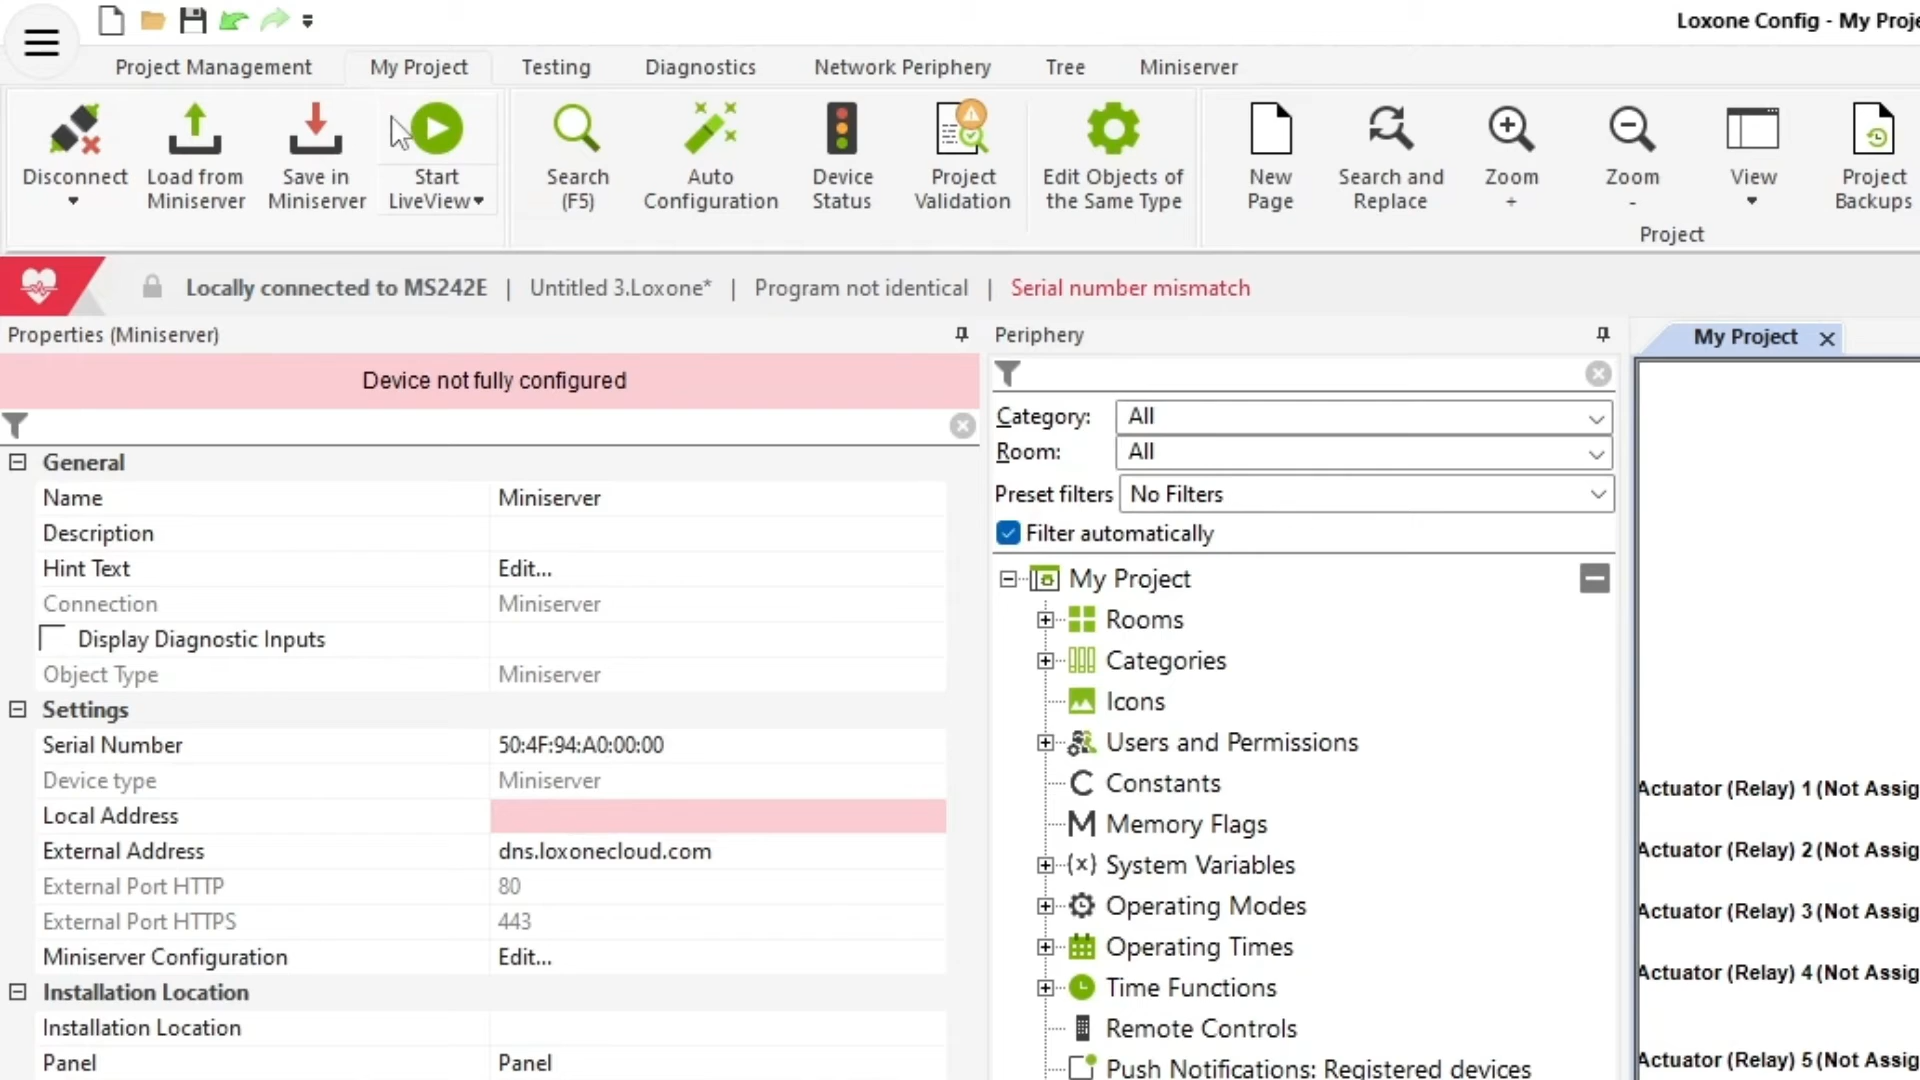 Loxone Config - My Proje
Project Management
My Project
Testing
Diagnostics
Network Periphery
Tree
Miniserver
Disconnect
Load from
Miniserver
Save in
Miniserver
Start
LiveView
Search
(F5)
Auto
Configuration
Device
Status
Project
Validation
Edit Objects of
the Same Type
New
Page
Search and
Replace
Zoom
+
Zoom
-
View
Project
Backups
Project
Locally connected to MS242E | Untitled 3.Loxone* | Program not identical | Serial number mismatch
Properties (Miniserver)
Device not fully configured
General
Name Miniserver
Description
Hint Text Edit...
Connection Miniserver
Display Diagnostic Inputs
Object Type Miniserver
Settings
Serial Number 50:4F:94:A0:00:00
Device type Miniserver
Local Address
External Address dns.loxonecloud.com
External Port HTTP 80
External Port HTTPS 443
Miniserver Configuration Edit...
Installation Location
Installation Location
Panel Panel
Periphery
Category: All
Room: All
Preset filters No Filters
Filter automatically
My Project
Rooms
Categories
Icons
Users and Permissions
Constants
Memory Flags
System Variables
Operating Modes
Operating Times
Time Functions
Remote Controls
Push Notifications: Registered devices
My Project
Actuator (Relay) 1 (Not Assig
Actuator (Relay) 2 (Not Assig
Actuator (Relay) 3 (Not Assig
Actuator (Relay) 4 (Not Assig
Actuator (Relay) 5 (Not Assig